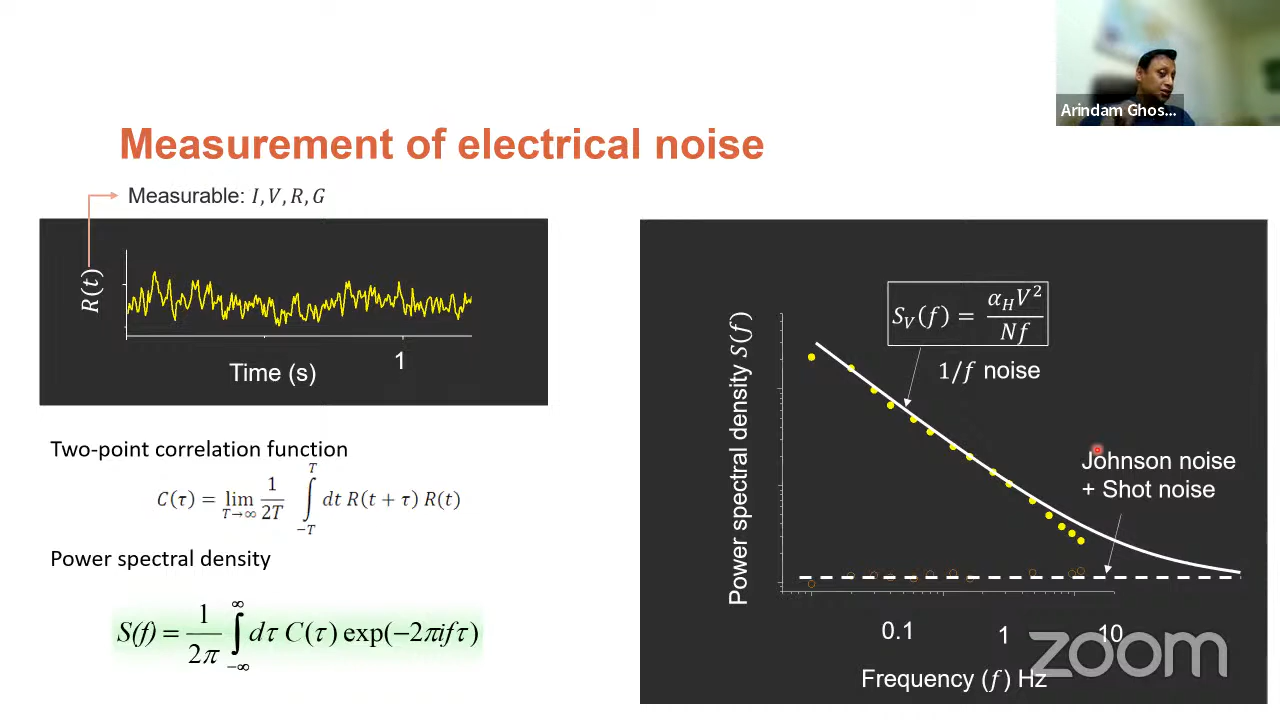 Arindam Ghos...
Measurement of electrical noise
Measurable: I, V, R, G
R(t)
1
Time (s)
Two-point correlation function
C(τ) = lim T→∞ 1/2T ∫ −T T dt R(t + τ) R(t)
Power spectral density
S(f) = 1/2π ∫ −∞ ∞ dτ C(τ) exp(−2πifτ)
Power spectral density S(f)
S_V(f) = α_H V² / Nf
1/f noise
Johnson noise
+ Shot noise
0.1 1 10
Frequency (f) Hz
zoom